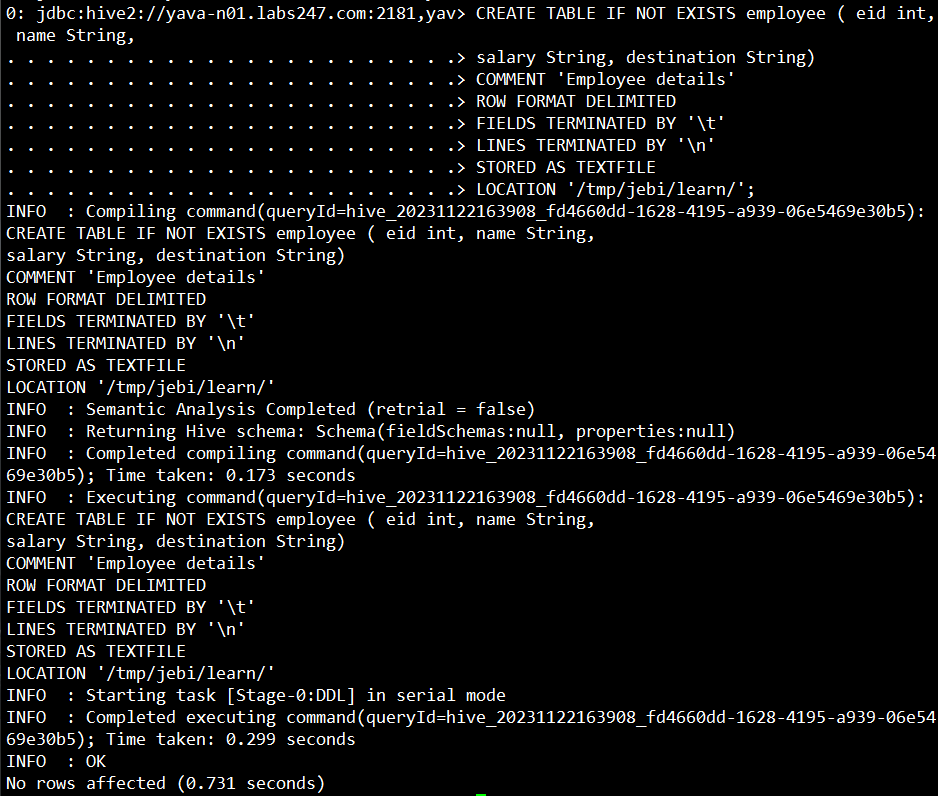 0: jdbc:hive2://yava-n01.labs247.com:2181,yav> CREATE TABLE IF NOT EXISTS employee ( eid int,
 name String,
. . . . . . . . . . . . . . . . . . . . . . .> salary String, destination String)
. . . . . . . . . . . . . . . . . . . . . . .> COMMENT 'Employee details'
. . . . . . . . . . . . . . . . . . . . . . .> ROW FORMAT DELIMITED
. . . . . . . . . . . . . . . . . . . . . . .> FIELDS TERMINATED BY '\t'
. . . . . . . . . . . . . . . . . . . . . . .> LINES TERMINATED BY '\n'
. . . . . . . . . . . . . . . . . . . . . . .> STORED AS TEXTFILE
. . . . . . . . . . . . . . . . . . . . . . .> LOCATION '/tmp/jebi/learn/';
INFO  : Compiling command(queryId=hive_20231122163908_fd4660dd-1628-4195-a939-06e5469e30b5):
CREATE TABLE IF NOT EXISTS employee ( eid int, name String,
salary String, destination String)
COMMENT 'Employee details'
ROW FORMAT DELIMITED
FIELDS TERMINATED BY '\t'
LINES TERMINATED BY '\n'
STORED AS TEXTFILE
LOCATION '/tmp/jebi/learn/'
INFO  : Semantic Analysis Completed (retrial = false)
INFO  : Returning Hive schema: Schema(fieldSchemas:null, properties:null)
INFO  : Completed compiling command(queryId=hive_20231122163908_fd4660dd-1628-4195-a939-06e54
69e30b5); Time taken: 0.173 seconds
INFO  : Executing command(queryId=hive_20231122163908_fd4660dd-1628-4195-a939-06e5469e30b5):
CREATE TABLE IF NOT EXISTS employee ( eid int, name String,
salary String, destination String)
COMMENT 'Employee details'
ROW FORMAT DELIMITED
FIELDS TERMINATED BY '\t'
LINES TERMINATED BY '\n'
STORED AS TEXTFILE
LOCATION '/tmp/jebi/learn/'
INFO  : Starting task [Stage-0:DDL] in serial mode
INFO  : Completed executing command(queryId=hive_20231122163908_fd4660dd-1628-4195-a939-06e54
69e30b5); Time taken: 0.299 seconds
INFO  : OK
No rows affected (0.731 seconds)